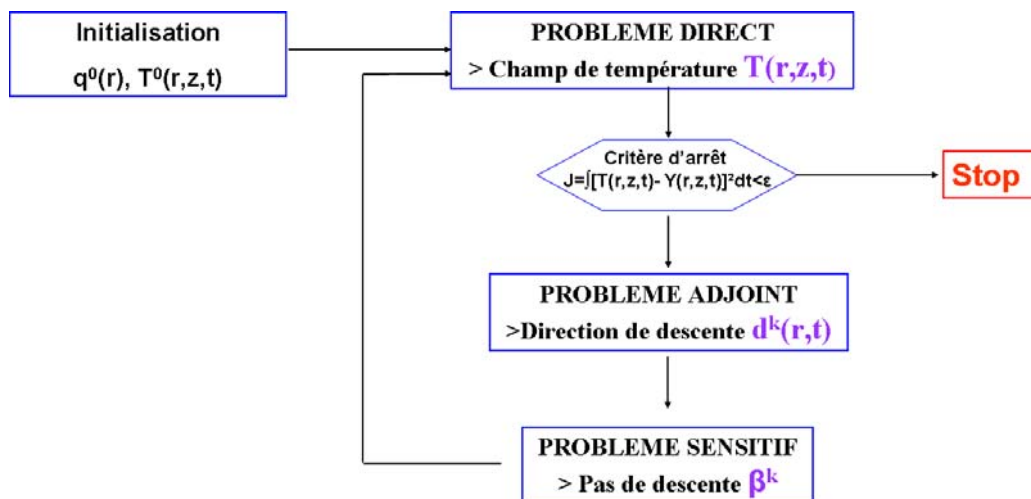 Initialisation
q⁰(r), T⁰(r,z,t)
PROBLEME DIRECT
> Champ de température T(r,z,t)
Critère d'arrêt
J=∫[T(r,z,t)- Y(r,z,t)]²dt<ε
Stop
PROBLEME ADJOINT
>Direction de descente dᵏ(r,t)
PROBLEME SENSITIF
> Pas de descente βᵏ